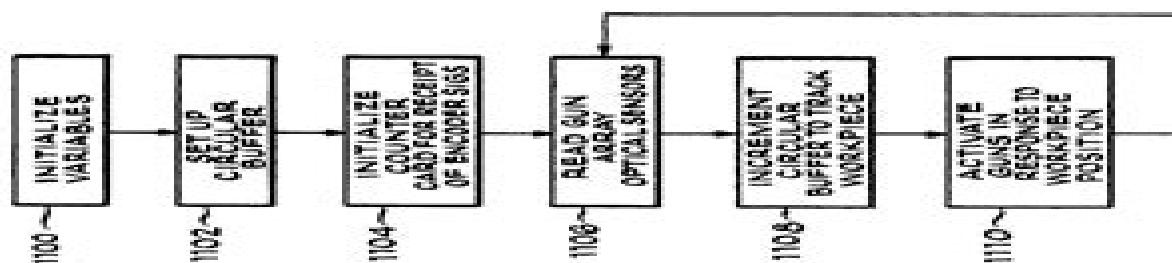 1100
INITIALIZE
VARIABLES
1102
SET UP
CIRCULAR
BUFFER
1104
INITIALIZE
COUNTER
CARD FOR RECEIPT
OF ENCODER SIGS
1106
READ GUN
ARRAY
OPTICAL SENSORS
1108
INCREMENT
CIRCULAR
BUFFER TO TRACK
WORKPIECE
1110
ACTIVATE
GUNS IN
RESPONSE TO
WORKPIECE
POSITION